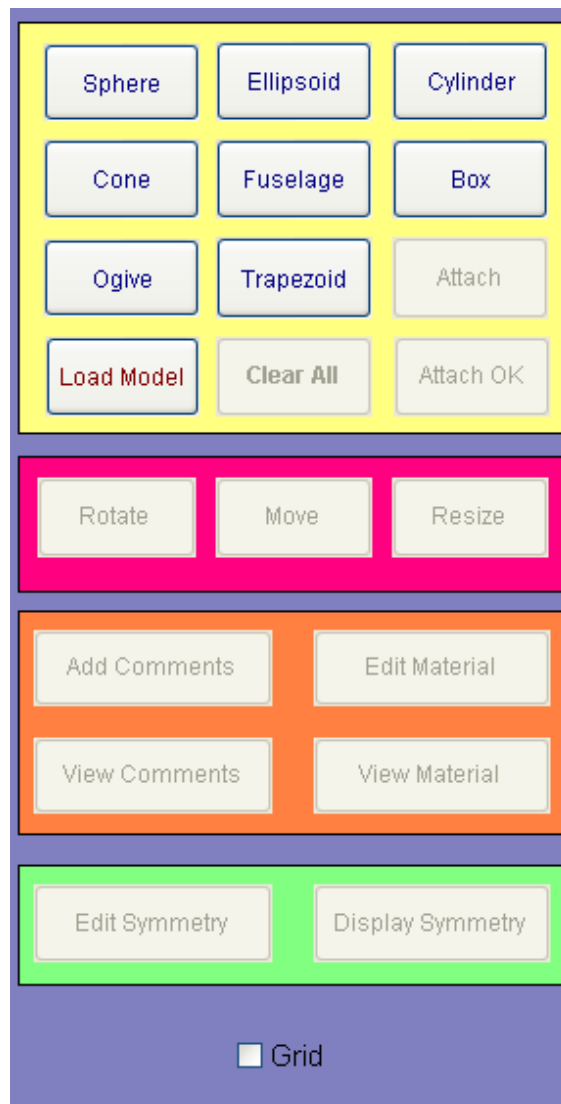 Sphere Ellipsoid Cylinder
Cone Fuselage Box
Ogive Trapezoid Attach
Load Model Clear All Attach OK
Rotate Move Resize
Add Comments Edit Material
View Comments View Material
Edit Symmetry Display Symmetry
Grid